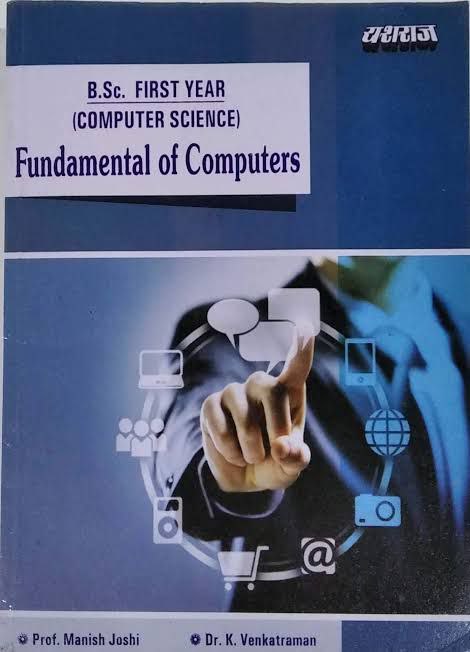 यशराज
B.Sc. FIRST YEAR
(COMPUTER SCIENCE)
Fundamental of Computers
@
Prof. Manish Joshi
Dr. K. Venkatraman